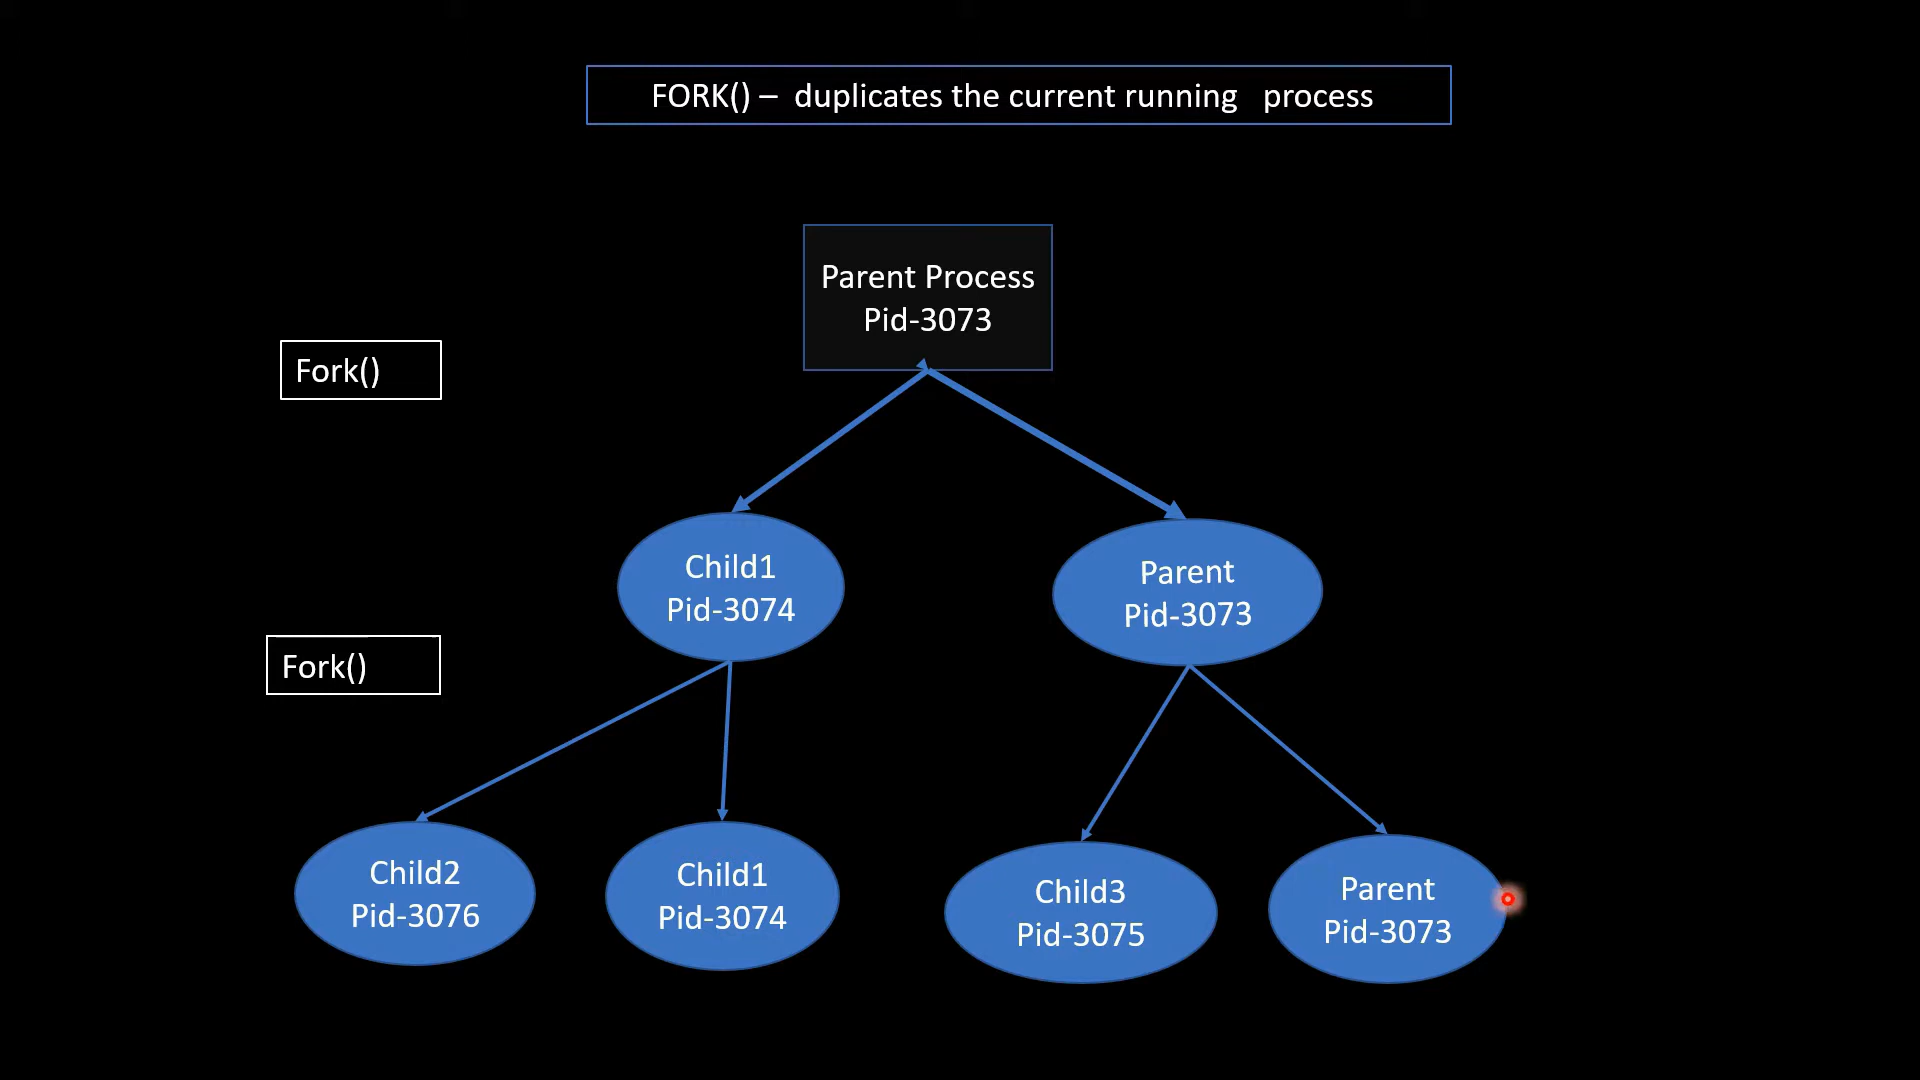 FORK() – duplicates the current running process
Parent Process
Pid-3073
Fork()
Child1
Pid-3074
Parent
Pid-3073
Fork()
Child2
Pid-3076
Child1
Pid-3074
Child3
Pid-3075
Parent
Pid-3073